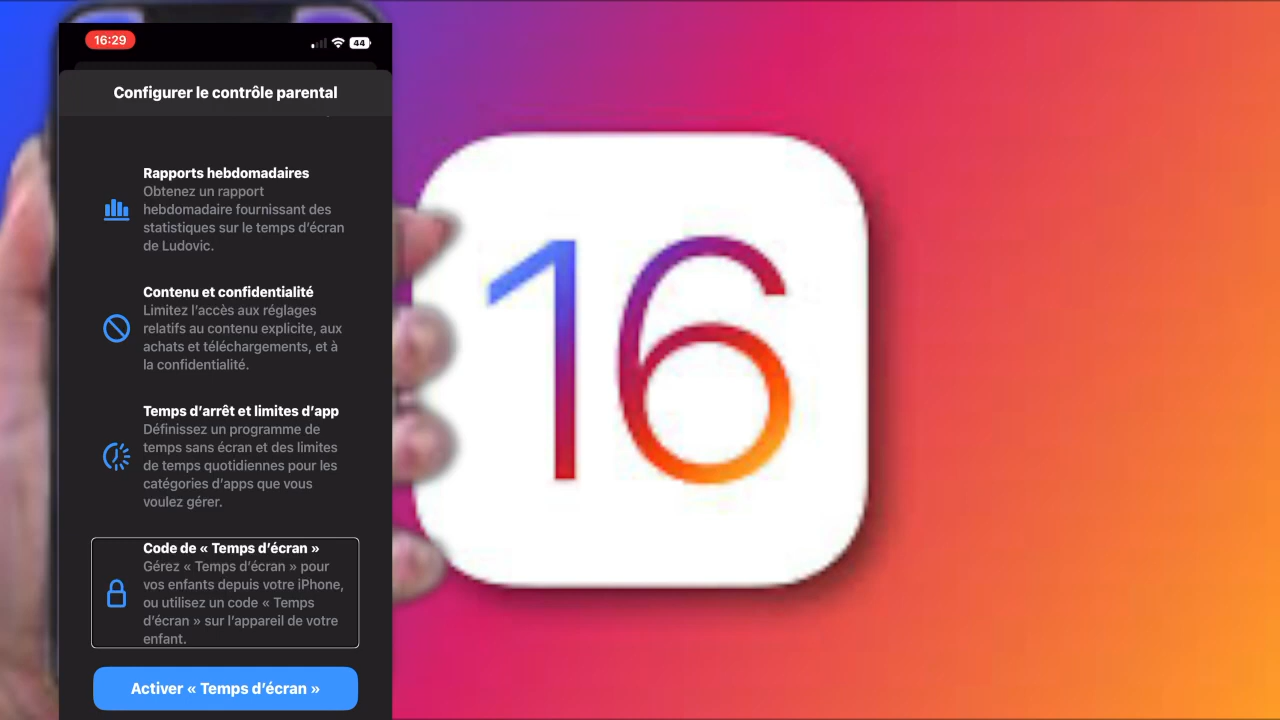 16:29
44
Configurer le contrôle parental
Rapports hebdomadaires
Obtenez un rapport
hebdomadaire fournissant des
statistiques sur le temps d’écran
de Ludovic.
Contenu et confidentialité
Limitez l’accès aux réglages
relatifs au contenu explicite, aux
achats et téléchargements, et à
la confidentialité.
Temps d’arrêt et limites d’app
Définissez un programme de
temps sans écran et des limites
de temps quotidiennes pour les
catégories d’apps que vous
voulez gérer.
Code de « Temps d’écran »
Gérez « Temps d’écran » pour
vos enfants depuis votre iPhone,
ou utilisez un code « Temps
d’écran » sur l’appareil de votre
enfant.
Activer « Temps d’écran »
16